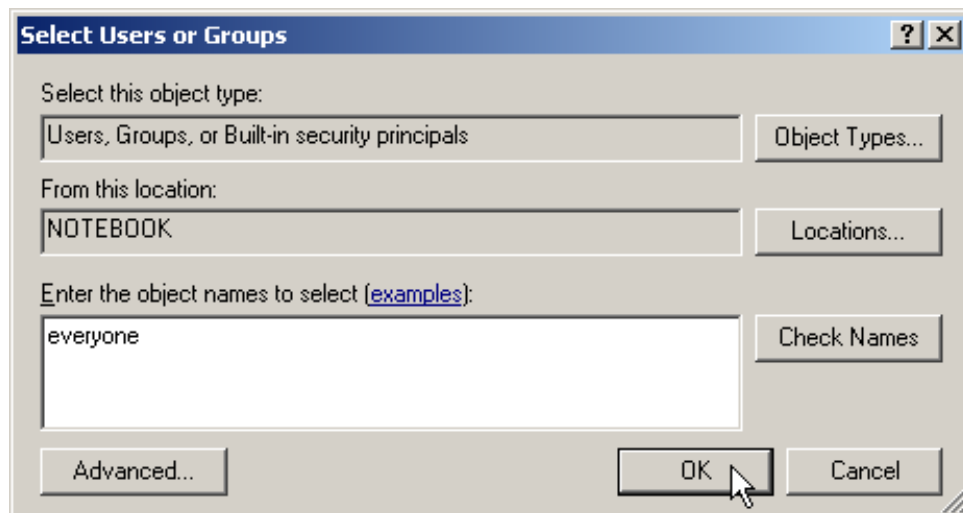 Select Users or Groups
Select this object type:
Users, Groups, or Built-in security principals
Object Types...
From this location:
NOTEBOOK
Locations...
Enter the object names to select (examples):
everyone
Check Names
Advanced...
OK
Cancel